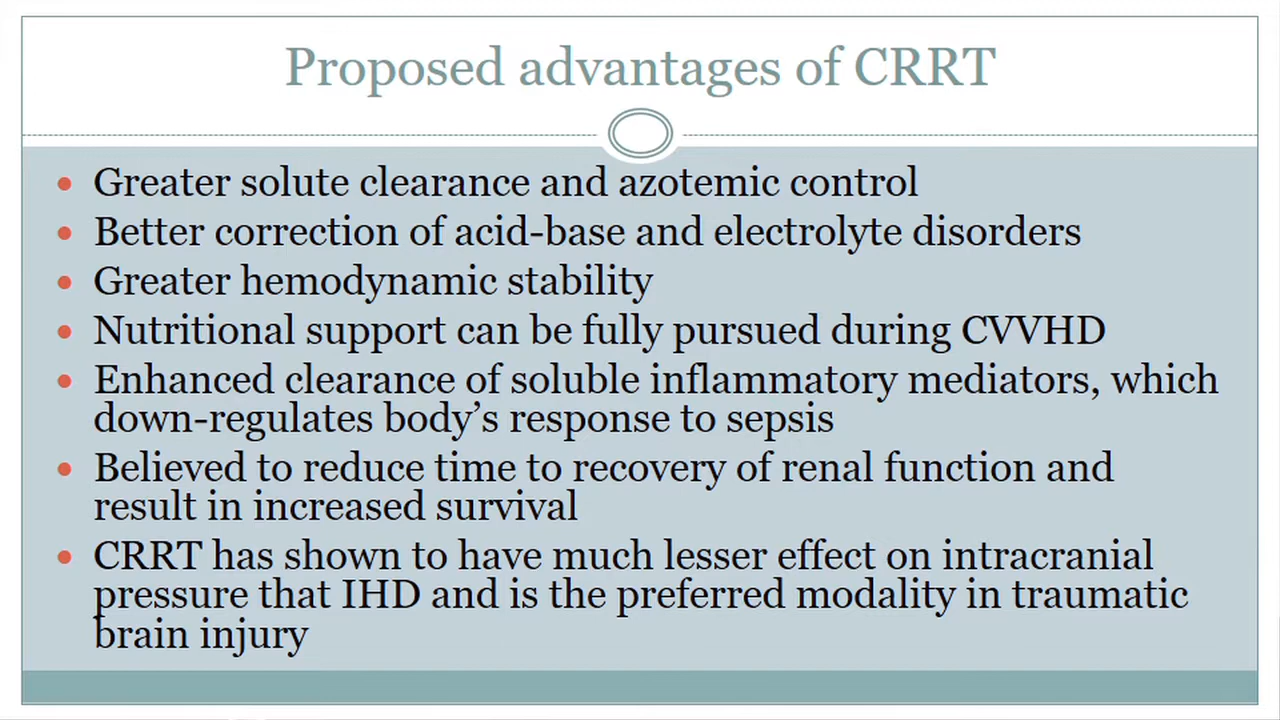 Proposed advantages of CRRT
• Greater solute clearance and azotemic control
• Better correction of acid-base and electrolyte disorders
• Greater hemodynamic stability
• Nutritional support can be fully pursued during CVVHD
• Enhanced clearance of soluble inflammatory mediators, which
down-regulates body’s response to sepsis
• Believed to reduce time to recovery of renal function and
result in increased survival
• CRRT has shown to have much lesser effect on intracranial
pressure that IHD and is the preferred modality in traumatic
brain injury